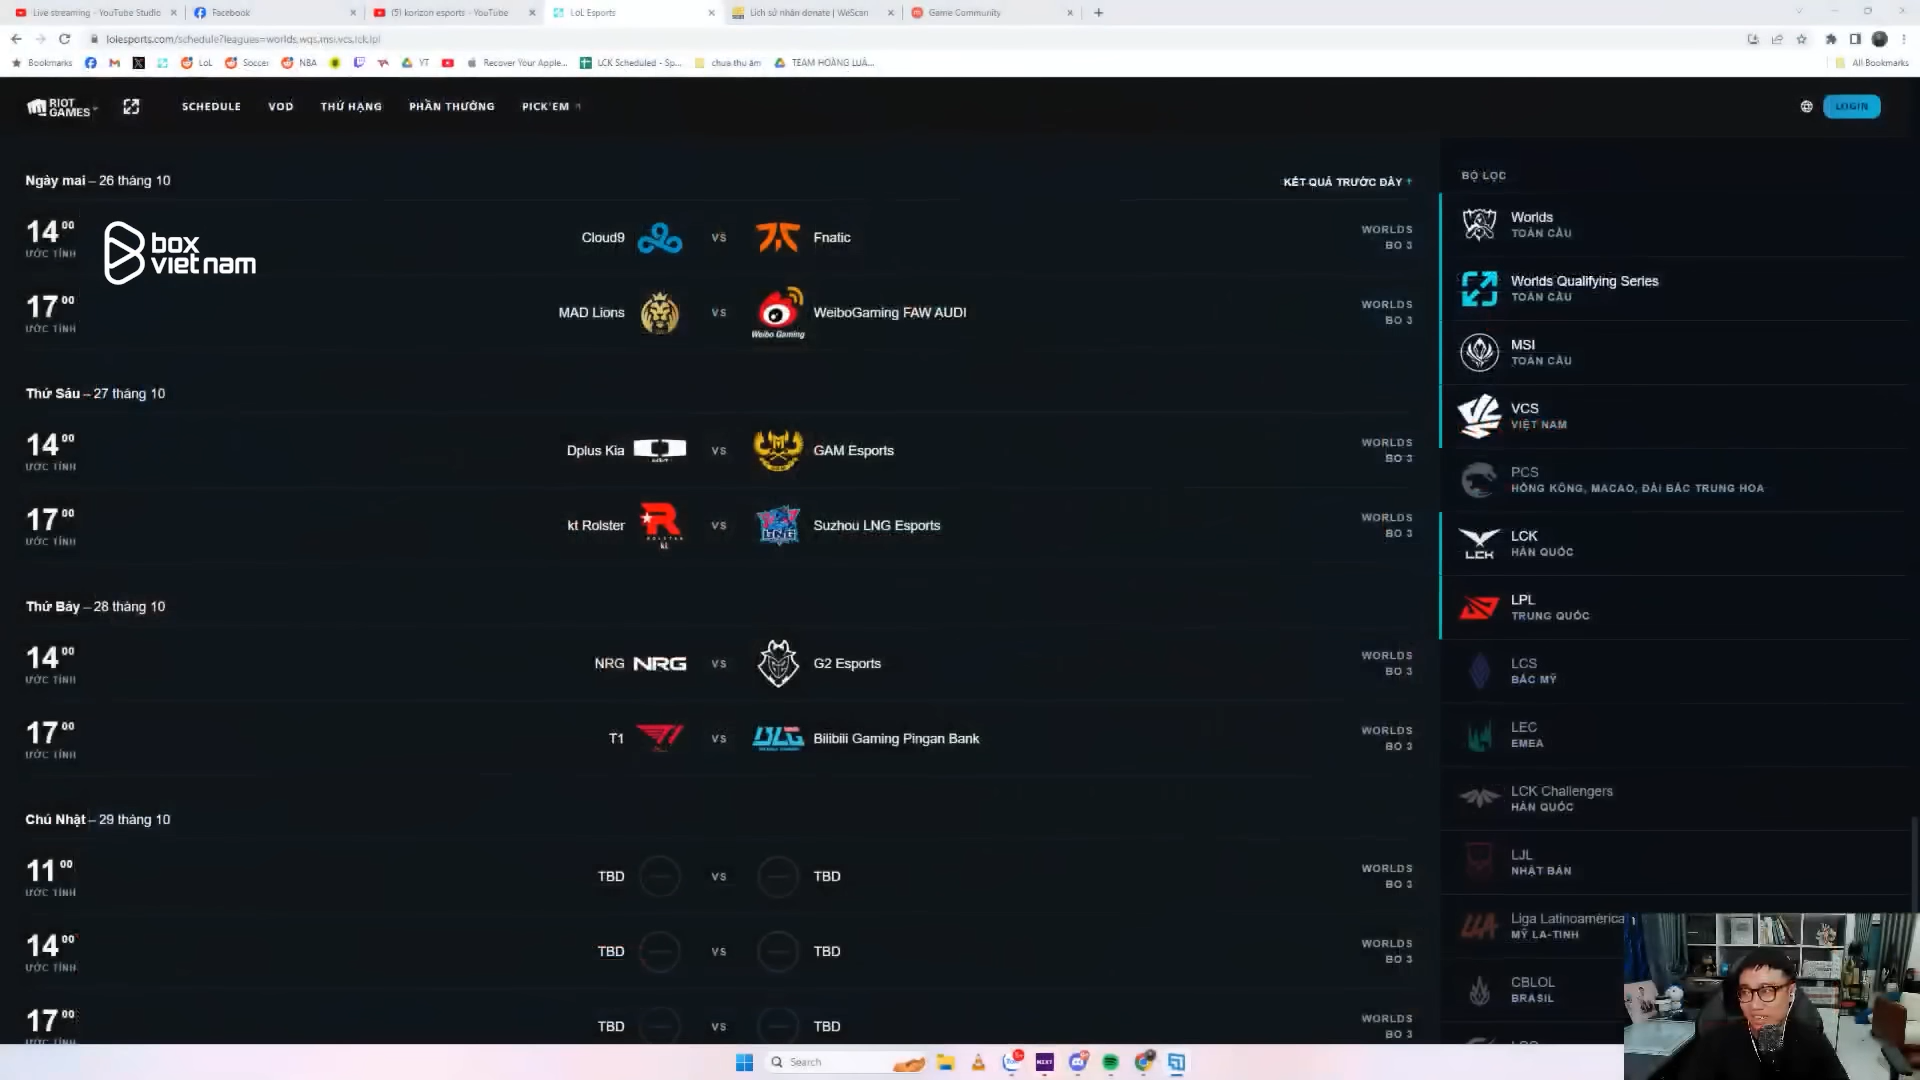 Live streaming - YouTube Studio
Facebook
(5) korizon esports - YouTube
LoL Esports
Lịch sử nhận donate | WeScan
Game Community
lolesports.com/schedule?leagues=worlds,wqs,msi,vcs,lck,lpl
Bookmarks
LoL
Soccer
NBA
YT
Recover Your Apple...
LCK Scheduled - Sp...
chua thu âm
TEAM HOÀNG LUÂ...
All Bookmarks
RIOT GAMES
SCHEDULE
VOD
THỨ HẠNG
PHẦN THƯỞNG
PICK'EM
LOGIN
Ngày mai – 26 tháng 10
KẾT QUẢ TRƯỚC ĐÂY ↑
14 00
ƯỚC TÍNH
box
việt nam
Cloud9
VS
Fnatic
WORLDS
BO 3
17 00
ƯỚC TÍNH
MAD Lions
VS
Weibo Gaming
WeiboGaming FAW AUDI
WORLDS
BO 3
Thứ Sáu – 27 tháng 10
14 00
ƯỚC TÍNH
Dplus Kia
VS
GAM Esports
WORLDS
BO 3
17 00
ƯỚC TÍNH
kt Rolster
VS
LNG
Suzhou LNG Esports
WORLDS
BO 3
Thứ Bảy – 28 tháng 10
14 00
ƯỚC TÍNH
NRG
NRG
VS
G2 Esports
WORLDS
BO 3
17 00
ƯỚC TÍNH
T1
VS
BLG
Bilibili Gaming Pingan Bank
WORLDS
BO 3
Chủ Nhật – 29 tháng 10
11 00
ƯỚC TÍNH
TBD
VS
TBD
WORLDS
BO 3
14 00
ƯỚC TÍNH
TBD
VS
TBD
WORLDS
BO 3
17 00
ƯỚC TÍNH
TBD
VS
TBD
WORLDS
BO 3
BỘ LỌC
Worlds
TOÀN CẦU
Worlds Qualifying Series
TOÀN CẦU
MSI
TOÀN CẦU
VCS
VIỆT NAM
PCS
HỒNG KÔNG, MACAO, ĐÀI BẮC TRUNG HOA
LCK
LCK
HÀN QUỐC
LPL
TRUNG QUỐC
LCS
BẮC MỸ
LEC
EMEA
LCK Challengers
HÀN QUỐC
LJL
NHẬT BẢN
Liga Latinoamérica
MỸ LA-TINH
CBLOL
BRASIL
Search